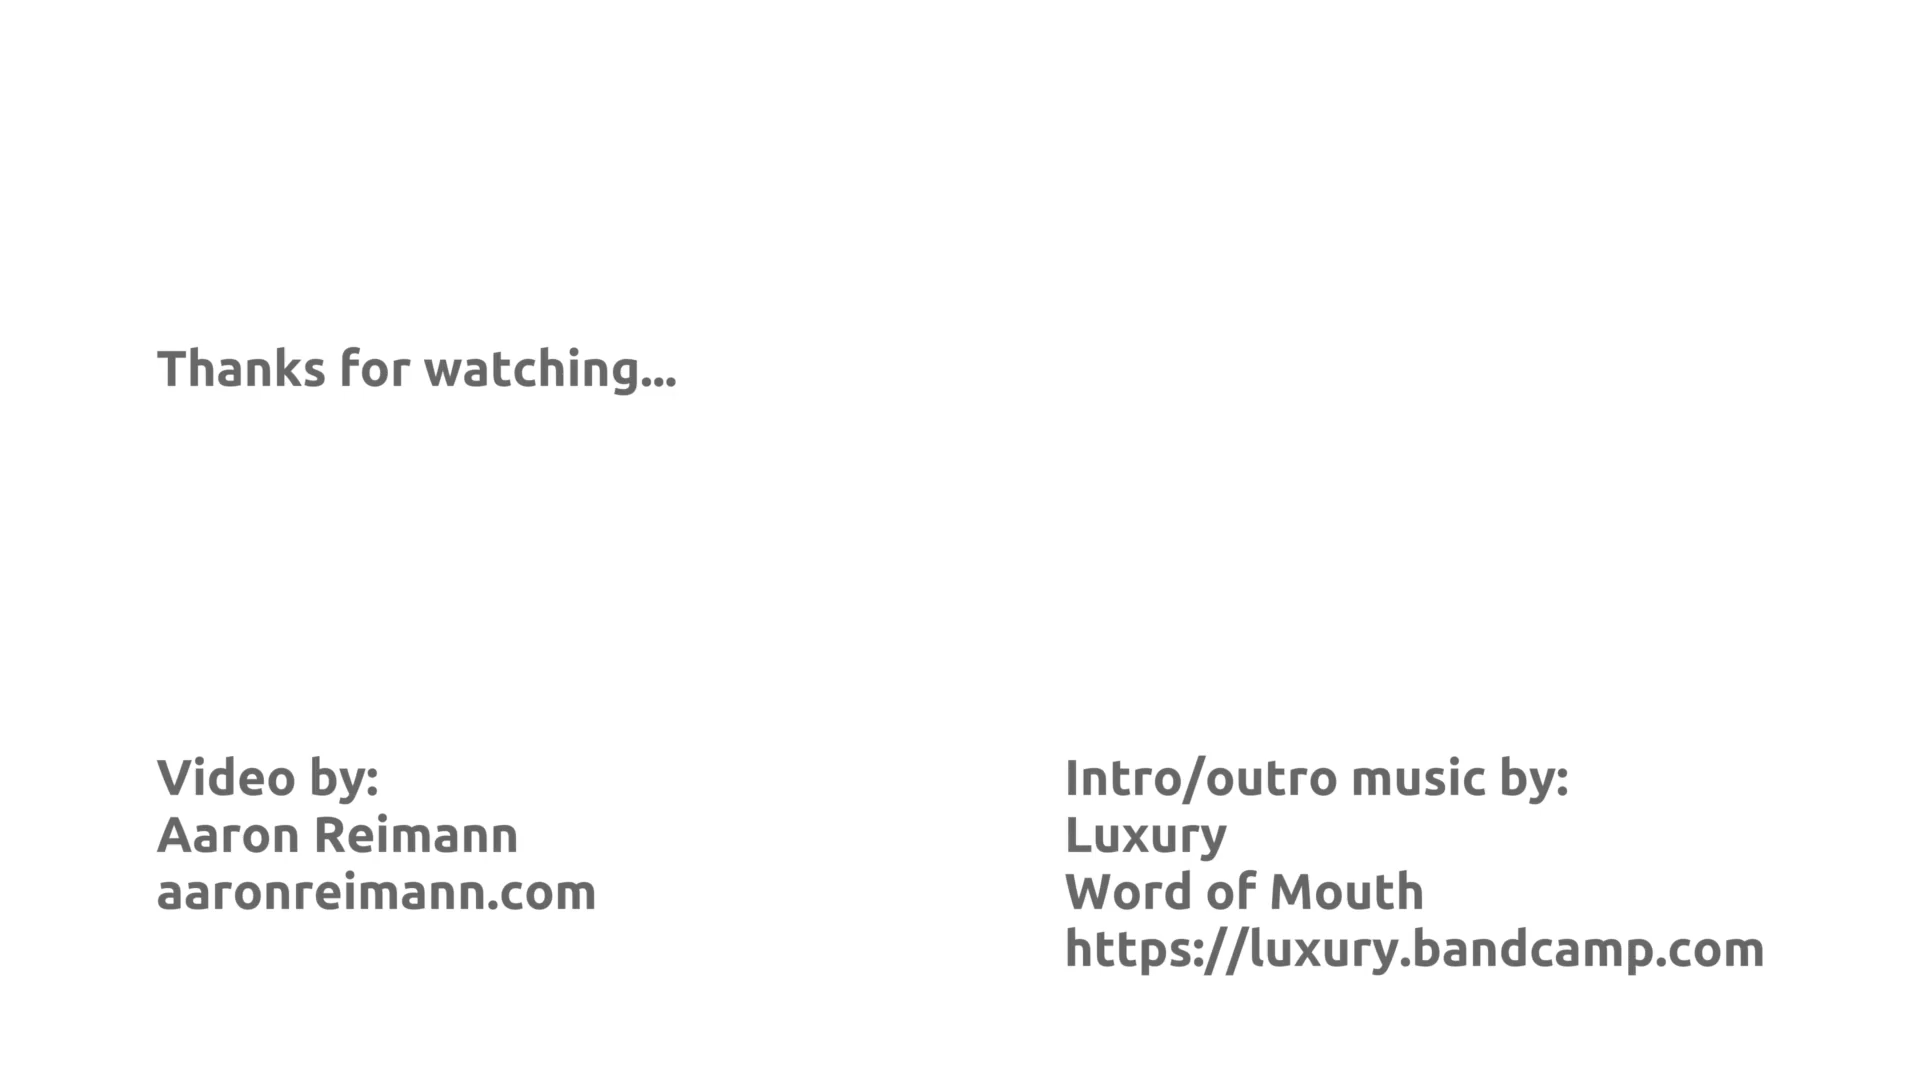 Thanks for watching...
Video by:
Aaron Reimann
aaronreimann.com
Intro/outro music by:
Luxury
Word of Mouth
https://luxury.bandcamp.com